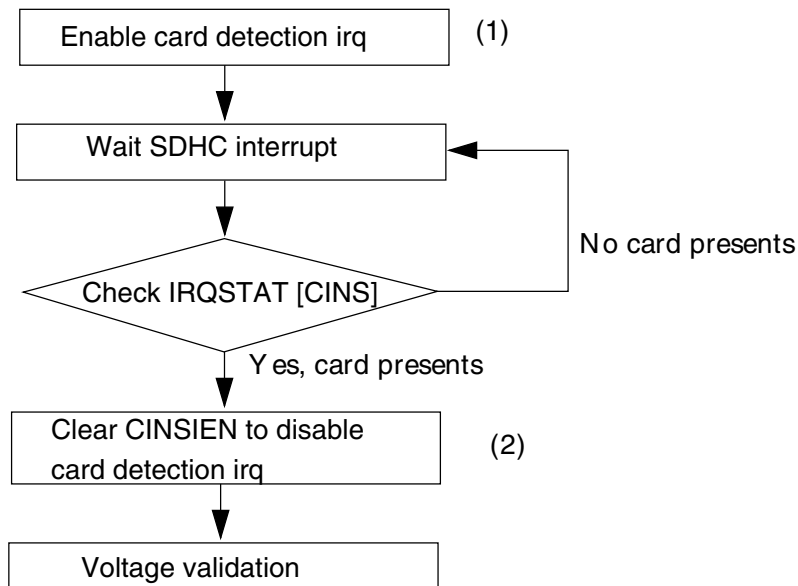 Enable card detection irq
(1)
Wait SDHC interrupt
No card presents
Check IRQSTAT [CINS]
Yes, card presents
Clear CINSIEN to disable
card detection irq
(2)
Voltage validation